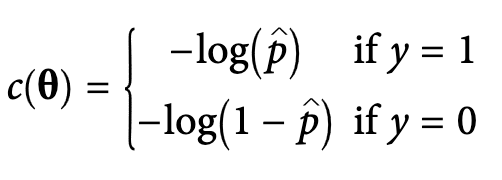 c(θ) = { −log(p̂) if y = 1
−log(1 − p̂) if y = 0